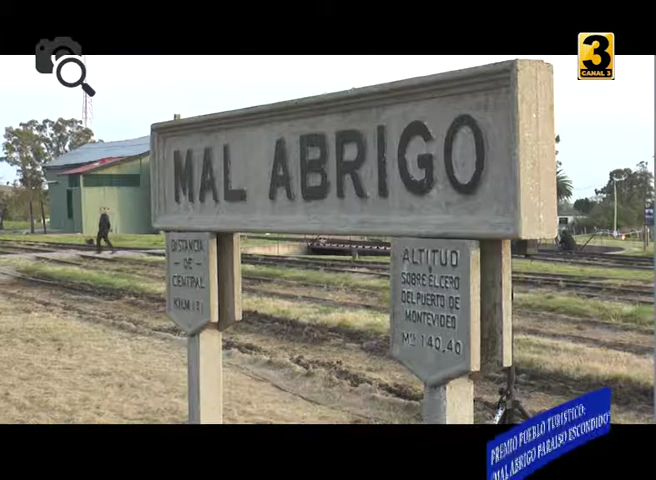 3
CANAL 3
MAL ABRIGO
DISTANCIA
DE
CENTRAL
ALTITUD
SOBRE EL CERO
DEL PUERTO DE
MONTEVIDEO
Mts 140,40
PREMIO PUEBLO TURISTICO:
"MAL ABRIGO PARAISO ESCONDIDO"